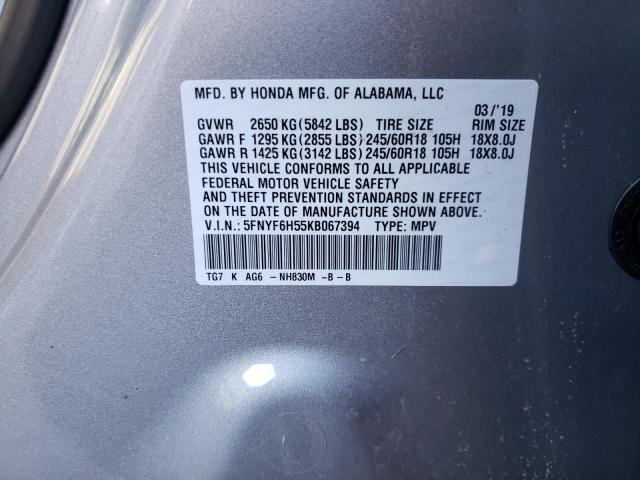 MFD. BY HONDA MFG. OF ALABAMA, LLC
03/'19
GVWR 2650 KG (5842 LBS) TIRE SIZE RIM SIZE
GAWR F 1295 KG (2855 LBS) 245/60R18 105H 18X8.0J
GAWR R 1425 KG (3142 LBS) 245/60R18 105H 18X8.0J
THIS VEHICLE CONFORMS TO ALL APPLICABLE
FEDERAL MOTOR VEHICLE SAFETY
AND THEFT PREVENTION STANDARDS IN EFFECT
ON THE DATE OF MANUFACTURE SHOWN ABOVE.
V.I.N.: 5FNYF6H55KB067394 TYPE: MPV
TG7 K AG6 -NH830M -B -B